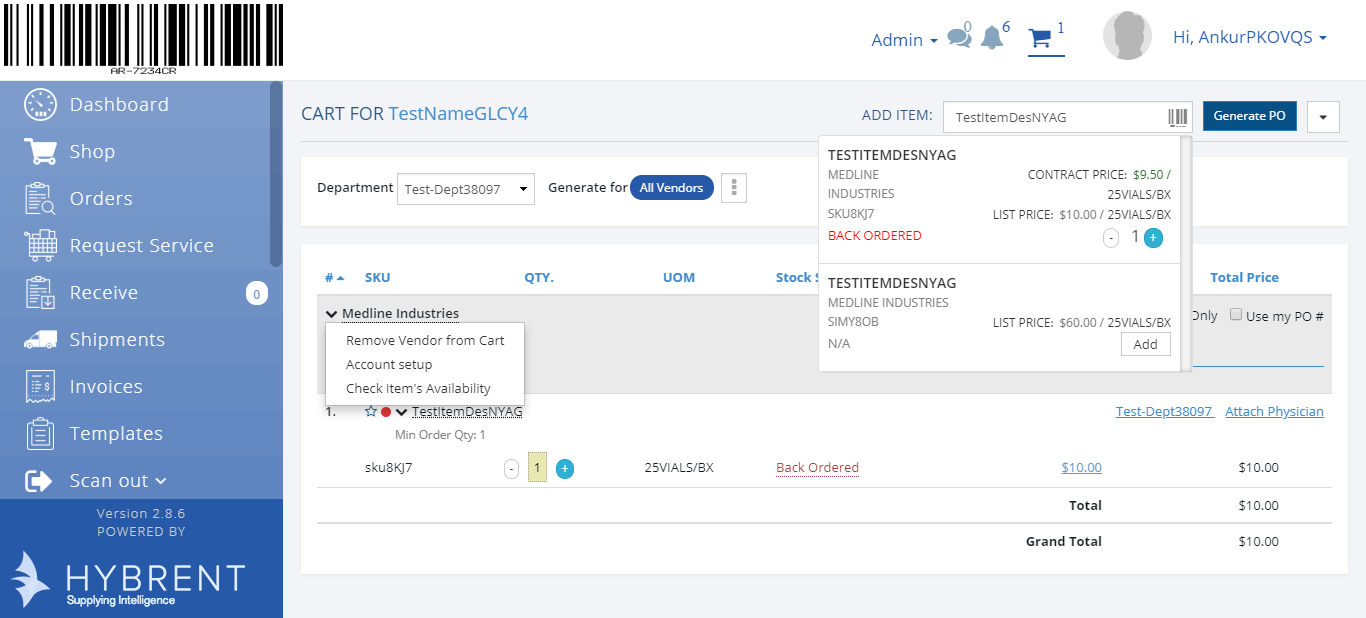 AR-7234CR
Admin
0
6
1
Hi, AnkurPKOVQS
Dashboard
Shop
Orders
Request Service
Receive
0
Shipments
Invoices
Templates
Scan out
Version 2.8.6
POWERED BY
HYBRENT
Supplying Intelligence
CART FOR TestNameGLCY4
ADD ITEM:
TestItemDesNYAG
Generate PO
Department
Test-Dept38097
Generate for
All Vendors
TESTITEMDESNYAG
MEDLINE
INDUSTRIES
SKU8KJ7
BACK ORDERED
CONTRACT PRICE: $9.50 /
25VIALS/BX
LIST PRICE: $10.00 / 25VIALS/BX
- 1 +
TESTITEMDESNYAG
MEDLINE INDUSTRIES
SIMY8OB
LIST PRICE: $60.00 / 25VIALS/BX
N/A
Add
# SKU QTY. UOM Stock S Total Price
Medline Industries
Only Use my PO #
Remove Vendor from Cart
Account setup
Check Item's Availability
1. TestItemDesNYAG Test-Dept38097 Attach Physician
Min Order Qty: 1
sku8KJ7 - 1 + 25VIALS/BX Back Ordered $10.00 $10.00
Total $10.00
Grand Total $10.00